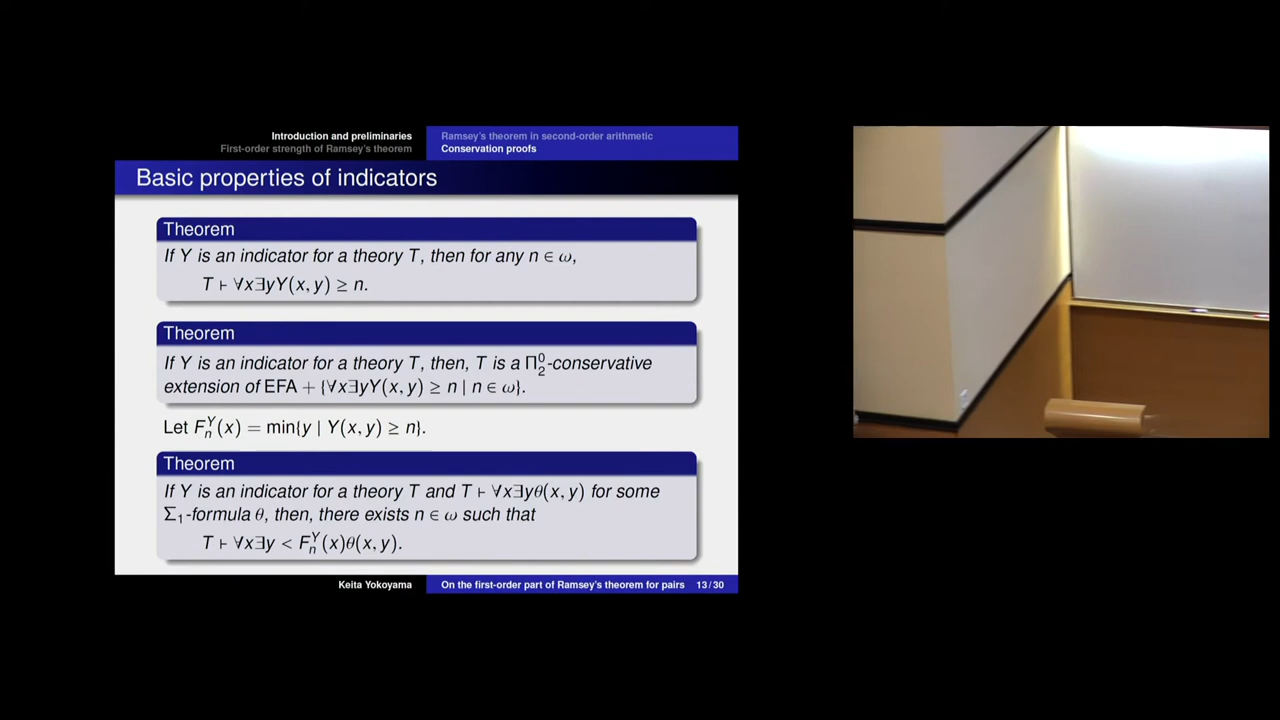 Introduction and preliminaries
First-order strength of Ramsey's theorem
Ramsey's theorem in second-order arithmetic
Conservation proofs
Basic properties of indicators
Theorem
If Y is an indicator for a theory T, then for any n ∈ ω,
T ⊢ ∀x∃yY(x, y) ≥ n.
Theorem
If Y is an indicator for a theory T, then, T is a Π⁰₂-conservative
extension of EFA + {∀x∃yY(x, y) ≥ n | n ∈ ω}.
Let Fₙ^Y(x) = min{y | Y(x, y) ≥ n}.
Theorem
If Y is an indicator for a theory T and T ⊢ ∀x∃yθ(x, y) for some
Σ₁-formula θ, then, there exists n ∈ ω such that
T ⊢ ∀x∃y < Fₙ^Y(x)θ(x, y).
Keita Yokoyama
On the first-order part of Ramsey's theorem for pairs 13 / 30